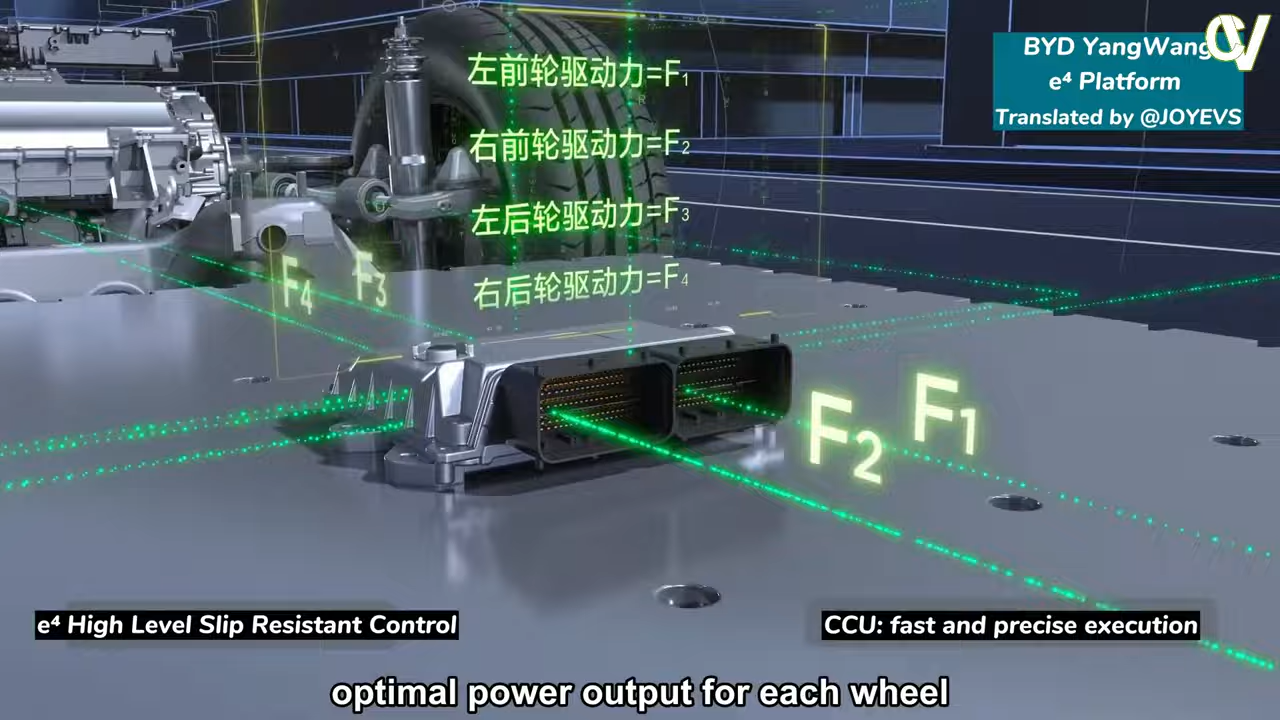 BYD YangWang
e⁴ Platform
Translated by @JOYEVS
左前轮驱动力=F₁
右前轮驱动力=F₂
左后轮驱动力=F₃
右后轮驱动力=F₄
F₄
F₃
F₂
F₁
e⁴ High Level Slip Resistant Control
CCU: fast and precise execution
optimal power output for each wheel